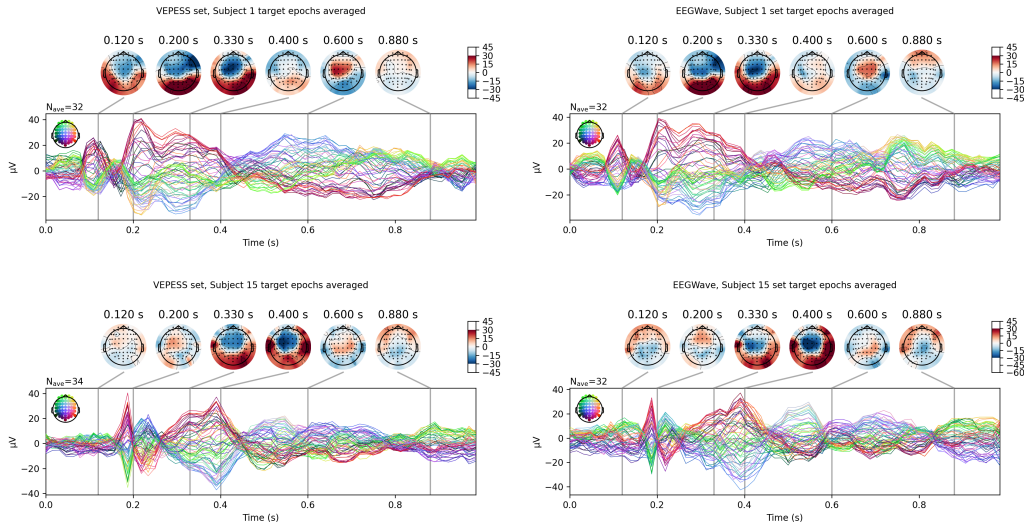 VEPESS set, Subject 1 target epochs averaged
0.120 s 0.200 s 0.330 s 0.400 s 0.600 s 0.880 s
45
30
15
0
−15
−30
−45
Nave=32
40
20
0
−20
µV
0.0 0.2 0.4 0.6 0.8
Time (s)
EEGWave, Subject 1 set target epochs averaged
0.120 s 0.200 s 0.330 s 0.400 s 0.600 s 0.880 s
45
30
15
0
−15
−30
−45
Nave=32
40
20
0
−20
µV
0.0 0.2 0.4 0.6 0.8
Time (s)
VEPESS set, Subject 15 target epochs averaged
0.120 s 0.200 s 0.330 s 0.400 s 0.600 s 0.880 s
45
30
15
0
−15
−30
−45
Nave=34
40
20
0
−20
−40
µV
0.0 0.2 0.4 0.6 0.8
Time (s)
EEGWave, Subject 15 set target epochs averaged
0.120 s 0.200 s 0.330 s 0.400 s 0.600 s 0.880 s
45
30
15
0
−15
−30
−45
−60
Nave=32
40
20
0
−20
−40
µV
0.0 0.2 0.4 0.6 0.8
Time (s)